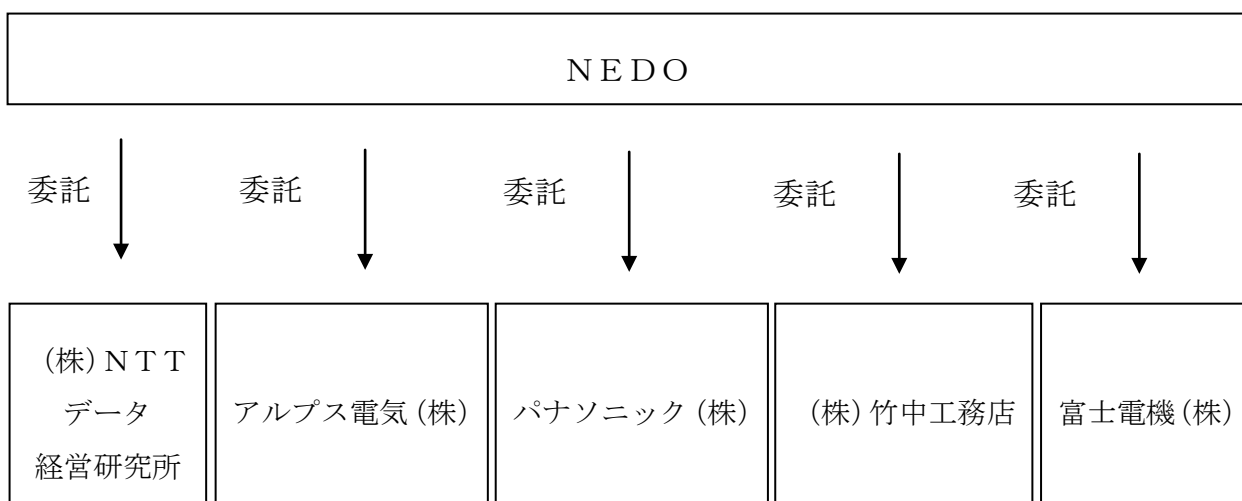 ＮＥＤＯ
委託
委託
委託
委託
委託
（株）ＮＴＴ
データ
経営研究所
アルプス電気（株）
パナソニック（株）
（株）竹中工務店
富士電機（株）